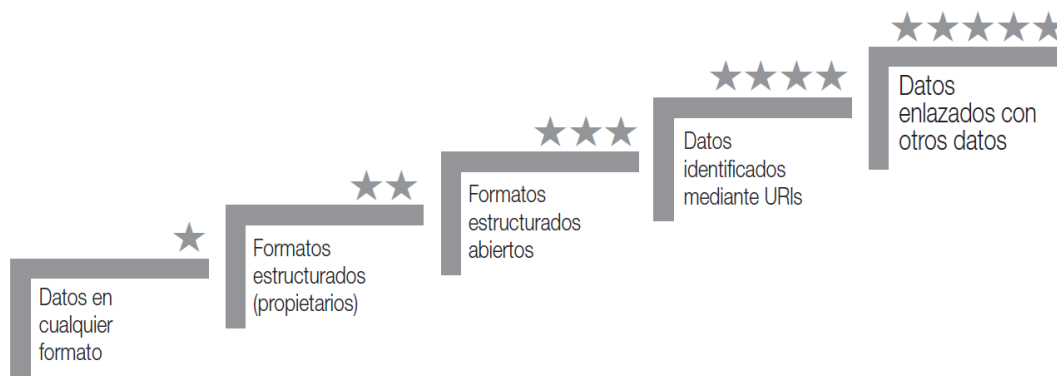 Datos en
cualquier
formato
Formatos
estructurados
(propietarios)
Formatos
estructurados
abiertos
Datos
identificados
mediante URIs
Datos
enlazados con
otros datos